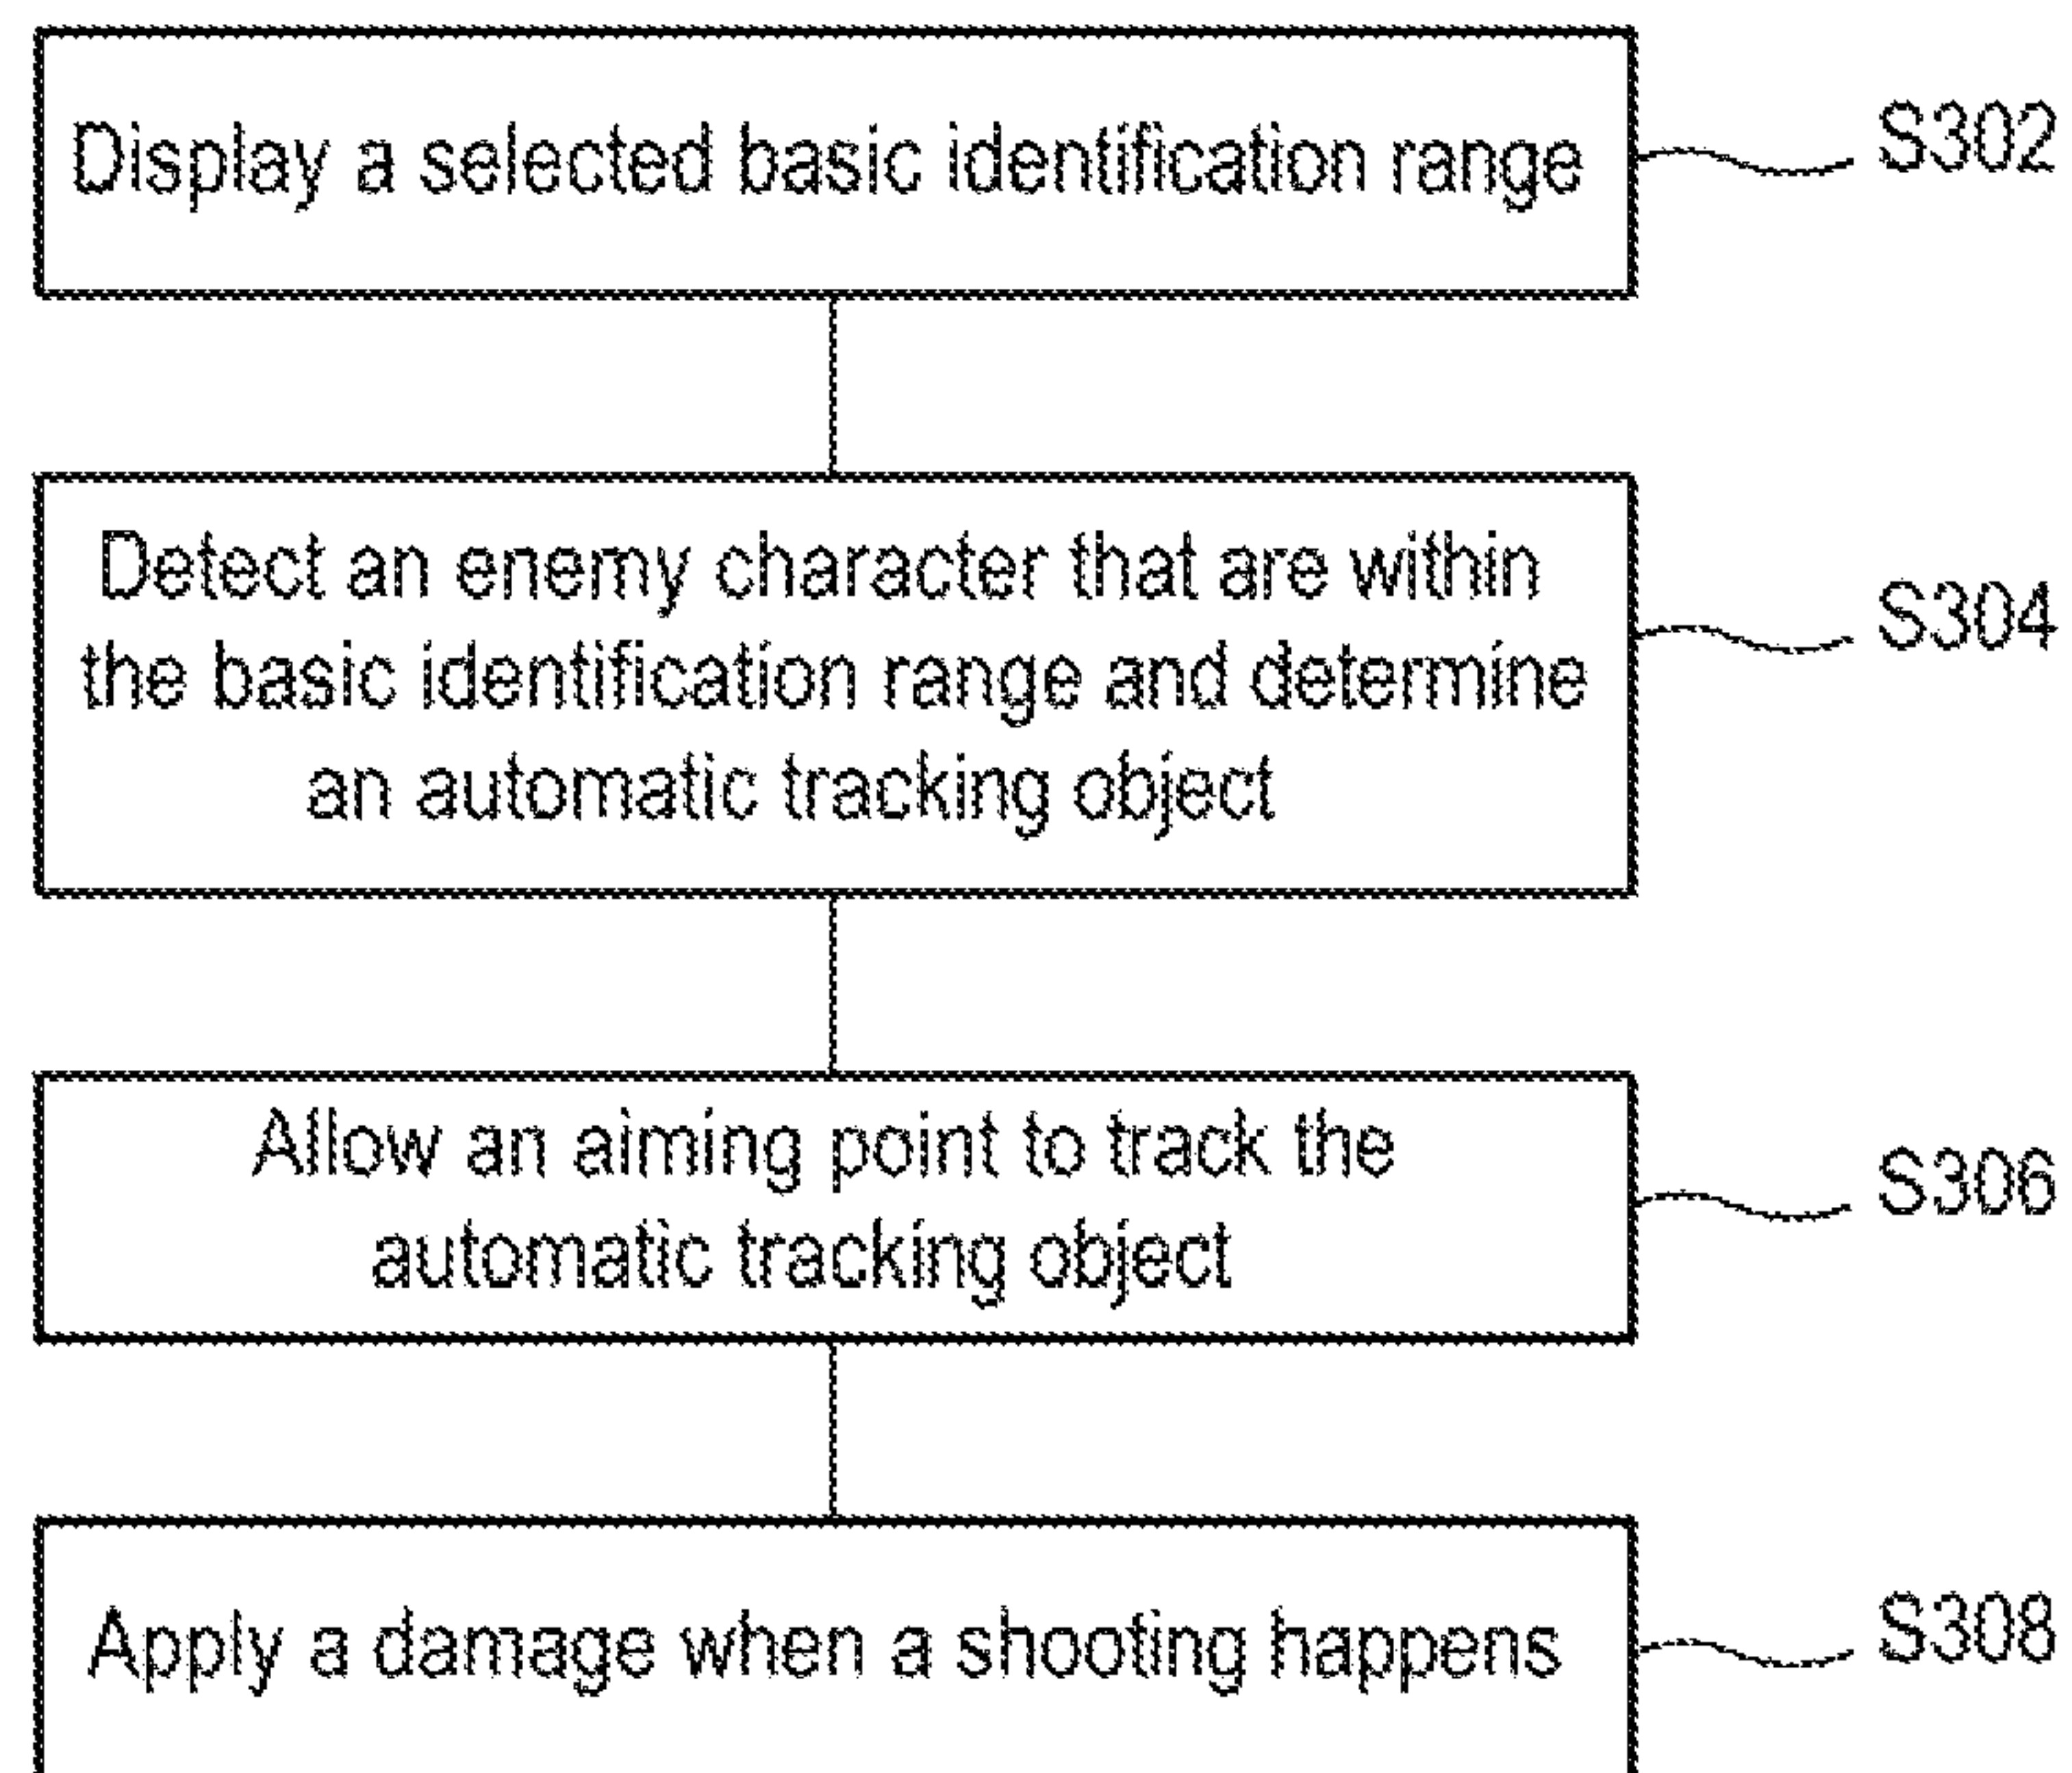 Display a selected basic identification range
S302
Detect an enemy character that are within
the basic identification range and determine
an automatic tracking object
S304
Allow an aiming point to track the
automatic tracking object
S306
Apply a damage when a shooting happens
S308